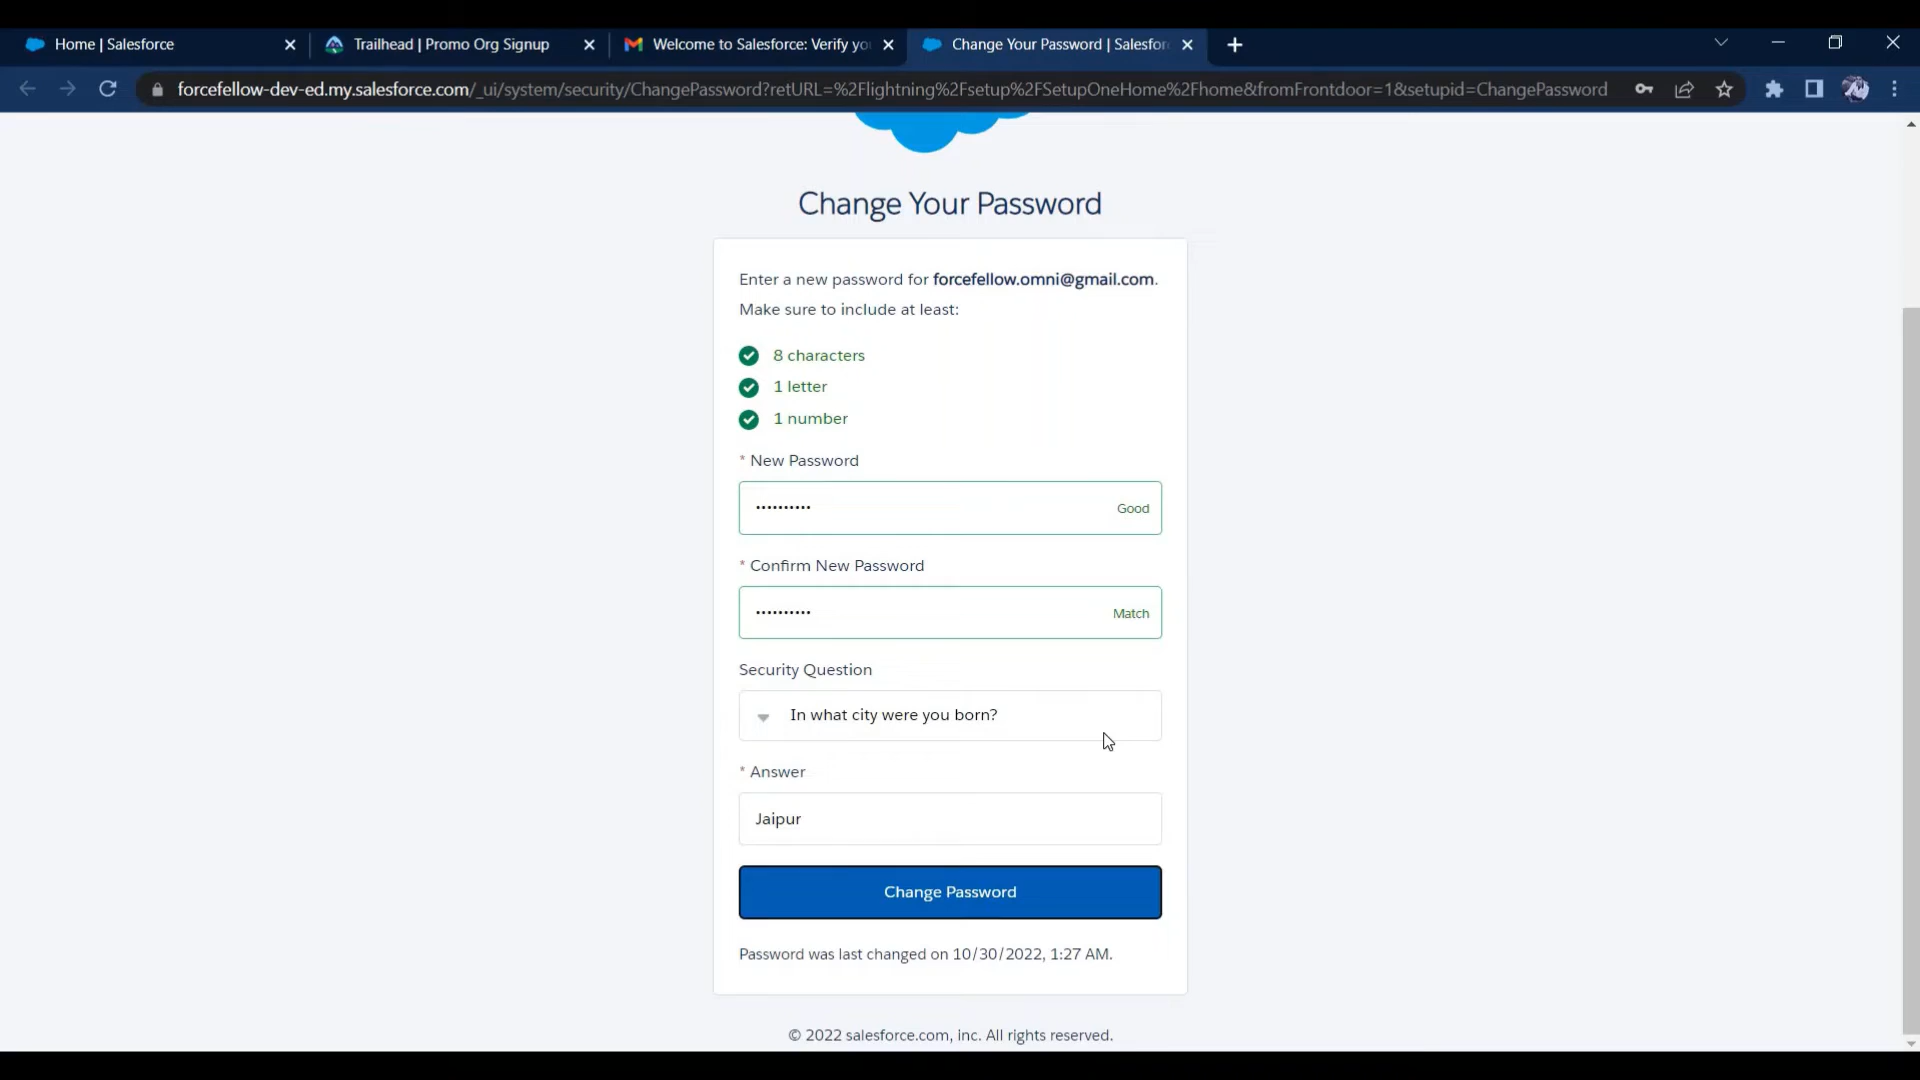 Home | Salesforce
Trailhead | Promo Org Signup
Welcome to Salesforce: Verify yo
Change Your Password | Salesfor
forcefellow-dev-ed.my.salesforce.com/_ui/system/security/ChangePassword?retURL=%2Flightning%2Fsetup%2FSetupOneHome%2Fhome&fromFrontdoor=1&setupid=ChangePassword
Change Your Password
Enter a new password for forcefellow.omni@gmail.com.
Make sure to include at least:
8 characters
1 letter
1 number
* New Password
•••••••••• Good
* Confirm New Password
•••••••••• Match
Security Question
In what city were you born?
* Answer
Jaipur
Change Password
Password was last changed on 10/30/2022, 1:27 AM.
© 2022 salesforce.com, inc. All rights reserved.